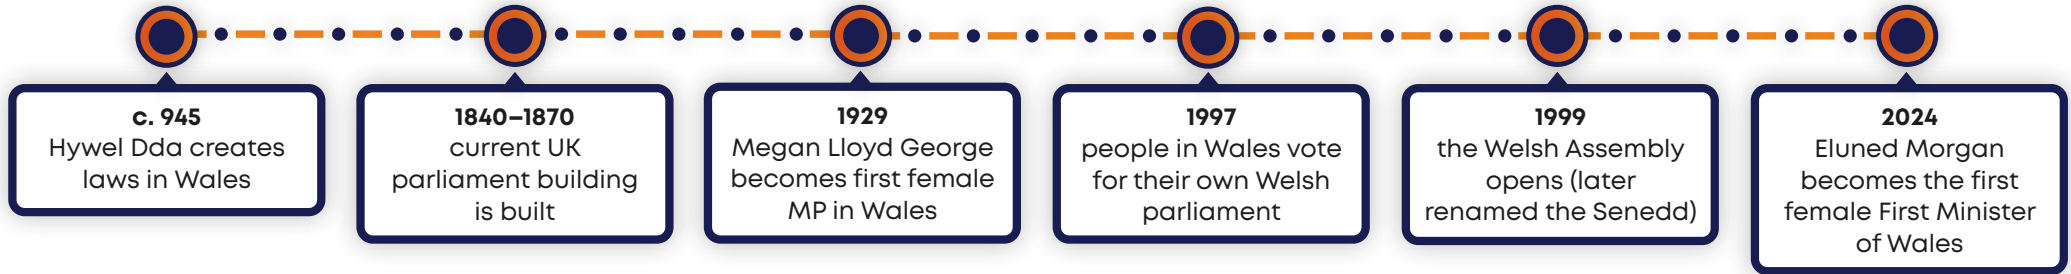 c. 945
Hywel Dda creates
laws in Wales
1840–1870
current UK
parliament building
is built
1929
Megan Lloyd George
becomes first female
MP in Wales
1997
people in Wales vote
for their own Welsh
parliament
1999
the Welsh Assembly
opens (later
renamed the Senedd)
2024
Eluned Morgan
becomes the first
female First Minister
of Wales